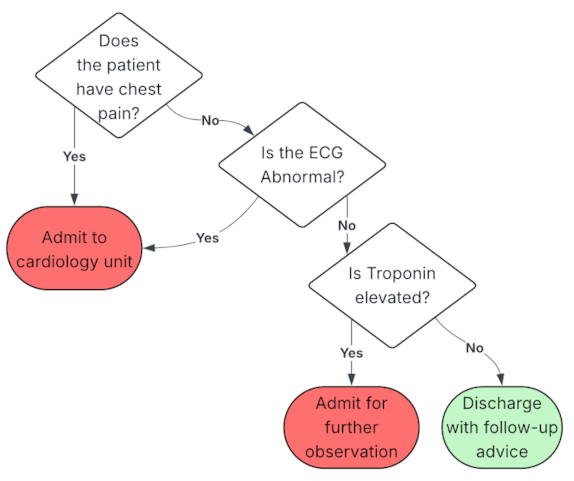 Does
the patient
have chest
pain?
No
Is the ECG
Abnormal?
Yes
Admit to
cardiology unit
Yes
No
Is Troponin
elevated?
Yes
No
Admit for
further
observation
Discharge
with follow-up
advice